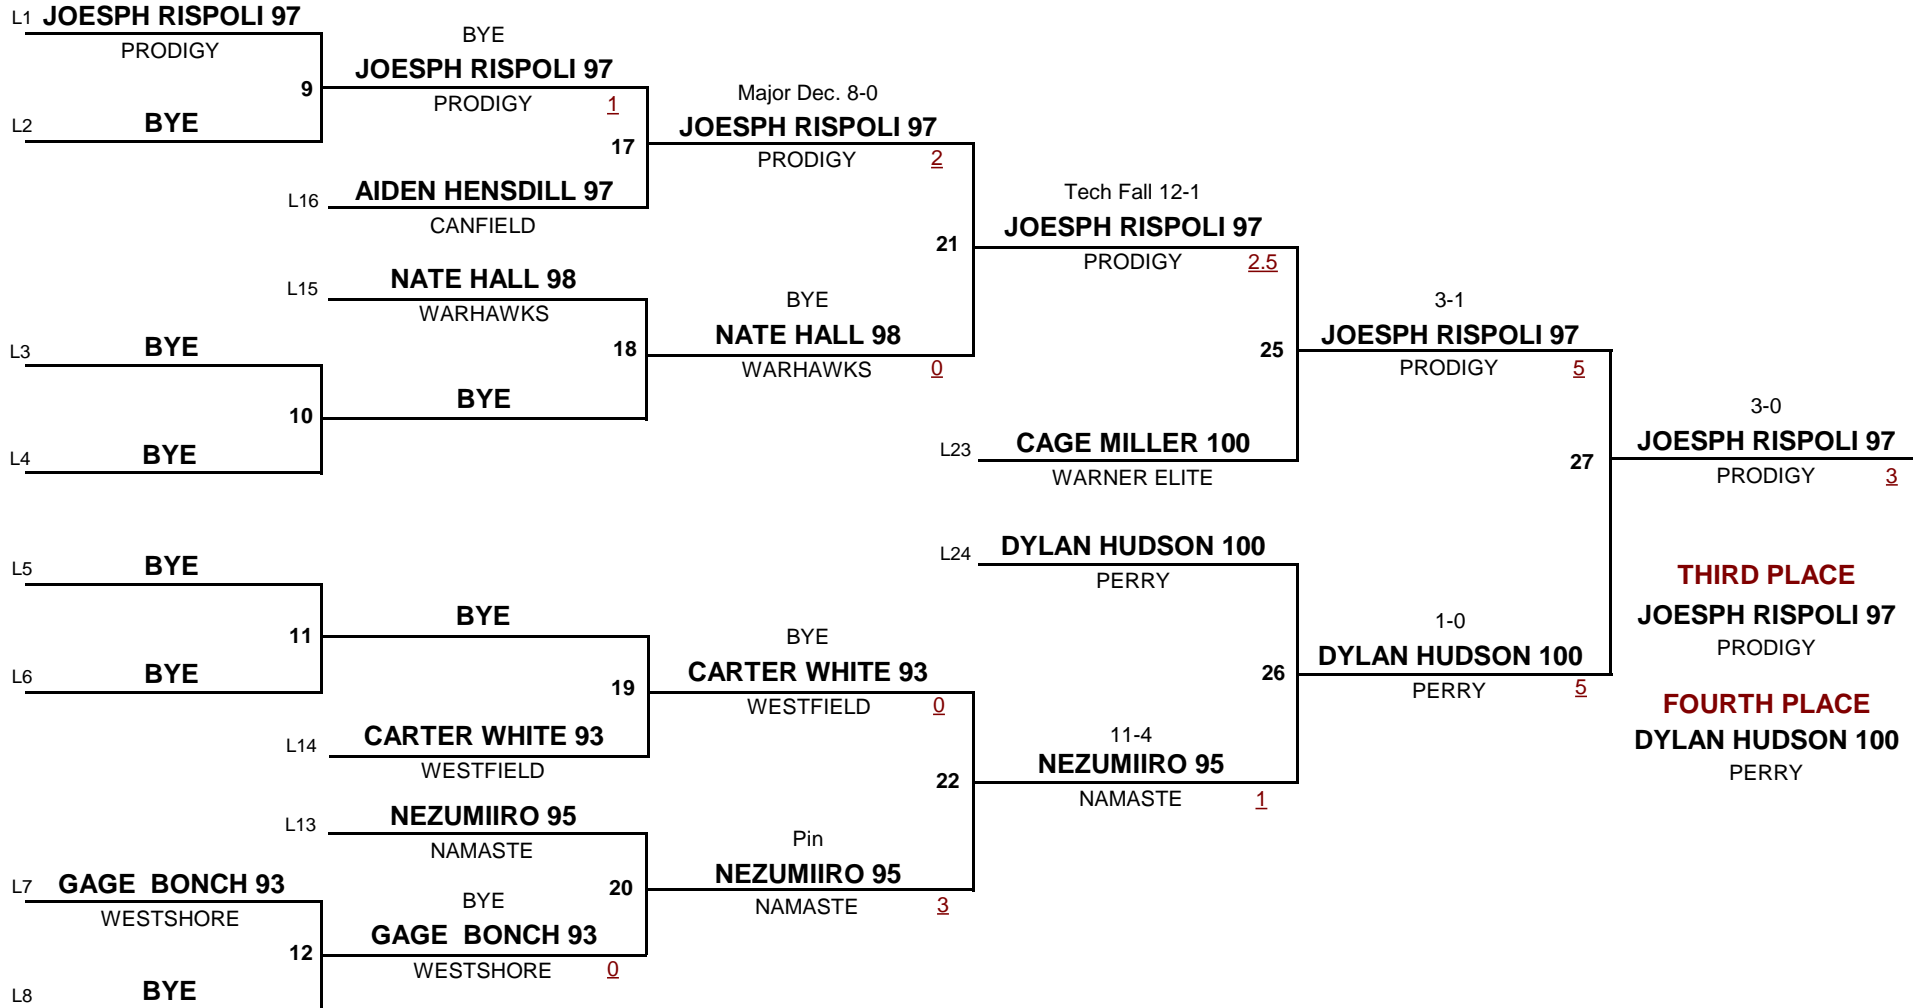 L1 JOESPH RISPOLI 97
PRODIGY
9
L2 BYE
BYE
JOESPH RISPOLI 97
PRODIGY 1
17
L16 AIDEN HENSDILL 97
CANFIELD
Major Dec. 8-0
JOESPH RISPOLI 97
PRODIGY 2
21
L15 NATE HALL 98
WARHAWKS
18
L3 BYE
10
BYE
L4 BYE
BYE
NATE HALL 98
WARHAWKS 0
Tech Fall 12-1
JOESPH RISPOLI 97
PRODIGY 2.5
25
L23 CAGE MILLER 100
WARNER ELITE
3-1
JOESPH RISPOLI 97
PRODIGY 5
27
3-0
JOESPH RISPOLI 97
PRODIGY 3
L5 BYE
11
L6 BYE
BYE
19
L14 CARTER WHITE 93
WESTFIELD
BYE
CARTER WHITE 93
WESTFIELD 0
22
L13 NEZUMIIRO 95
NAMASTE
20
L7 GAGE BONCH 93
WESTSHORE
12
L8 BYE
BYE
GAGE BONCH 93
WESTSHORE 0
Pin
NEZUMIIRO 95
NAMASTE 3
L24 DYLAN HUDSON 100
PERRY
26
11-4
NEZUMIIRO 95
NAMASTE 1
1-0
DYLAN HUDSON 100
PERRY 5
THIRD PLACE
JOESPH RISPOLI 97
PRODIGY
FOURTH PLACE
DYLAN HUDSON 100
PERRY